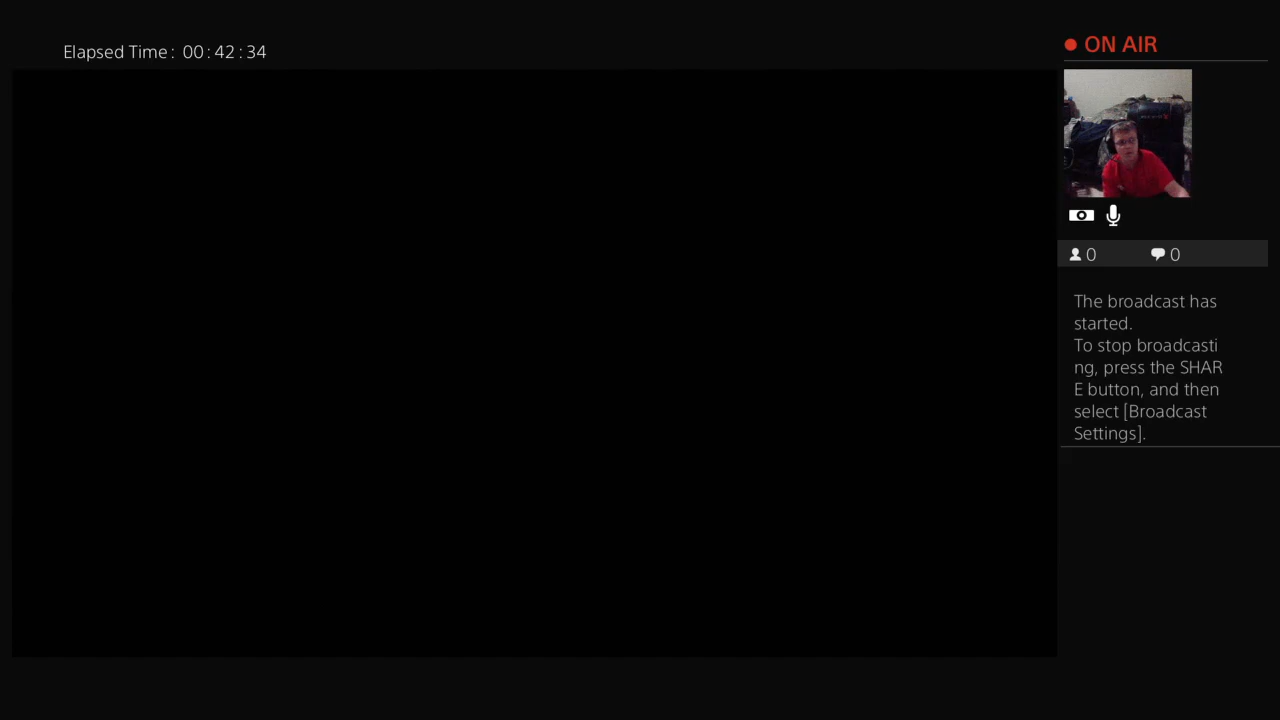 Elapsed Time: 00:42:34
ON AIR
0 0
The broadcast has
started.
To stop broadcasti
ng, press the SHAR
E button, and then
select [Broadcast
Settings].